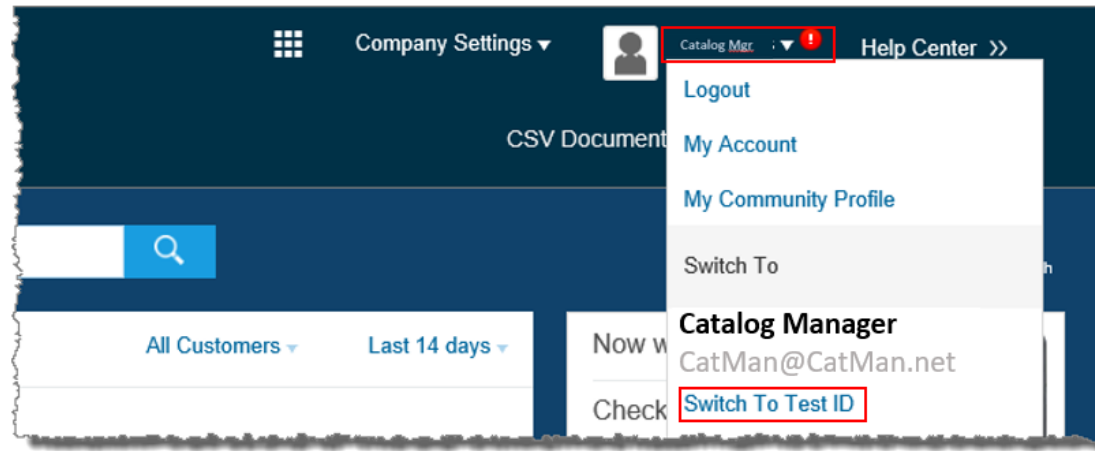 Company Settings
Catalog Mgr
!
Help Center >>
Logout
CSV Document
My Account
My Community Profile
Switch To
h
Catalog Manager
CatMan@CatMan.net
Switch To Test ID
All Customers
Last 14 days
Now w
Check